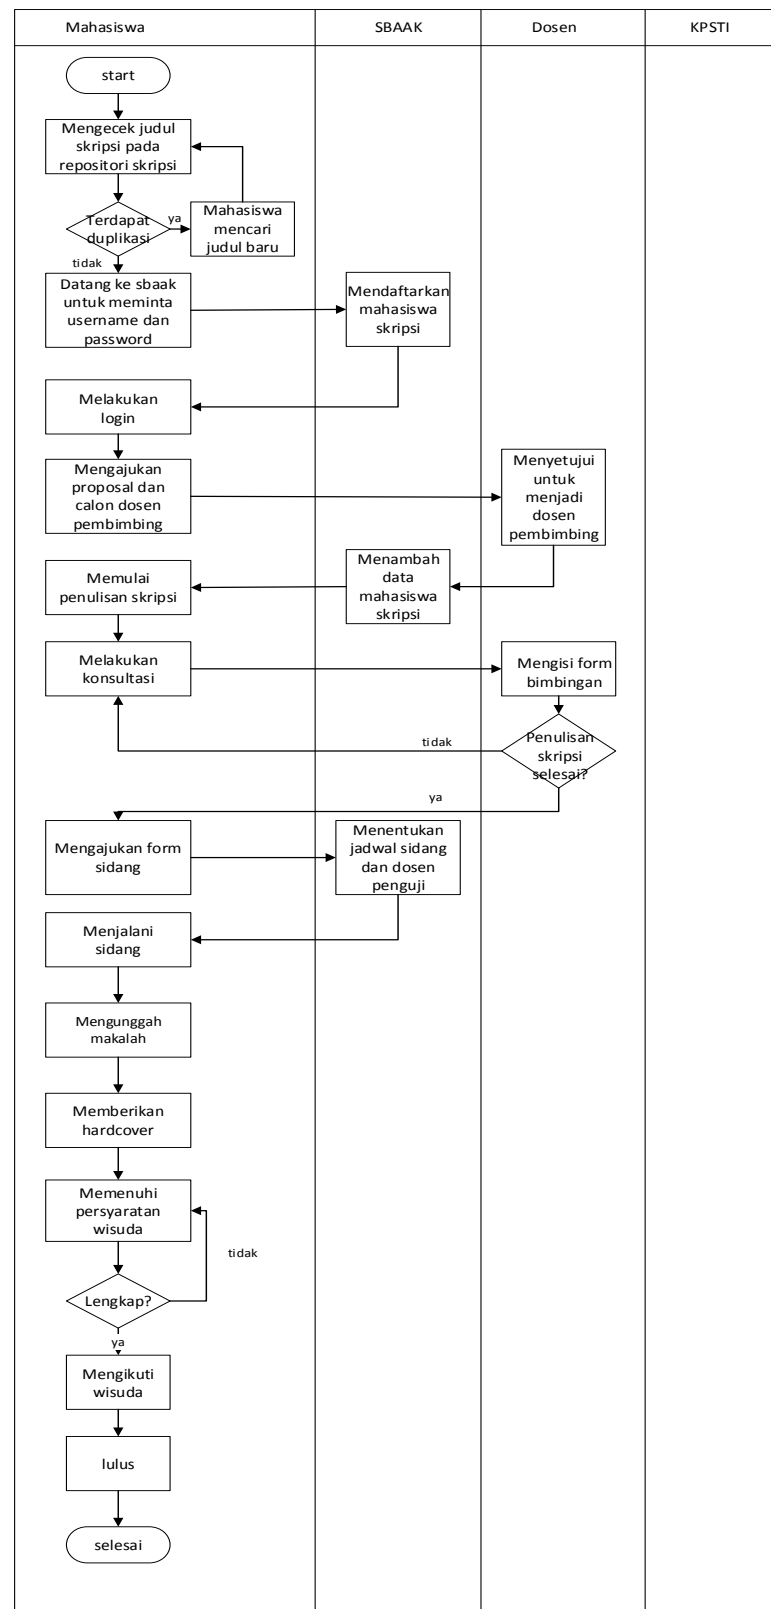 Mahasiswa
SBAAK
Dosen
KPSTI
start
Mengecek judul
skripsi pada
repositori skripsi
Terdapat
duplikasi
ya
Mahasiswa
mencari
judul baru
tidak
Datang ke sbaak
untuk meminta
username dan
password
Mendaftarkan
mahasiswa
skripsi
Melakukan
login
Mengajukan
proposal dan
calon dosen
pembimbing
Menyetujui
untuk
menjadi
dosen
pembimbing
Menambah
data
mahasiswa
skripsi
Memulai
penulisan skripsi
Melakukan
konsultasi
Mengisi form
bimbingan
Penulisan
skripsi
selesai?
tidak
ya
Mengajukan form
sidang
Menentukan
jadwal sidang
dan dosen
penguji
Menjalani
sidang
Mengunggah
makalah
Memberikan
hardcover
Memenuhi
persyaratan
wisuda
tidak
Lengkap?
ya
Mengikuti
wisuda
lulus
selesai